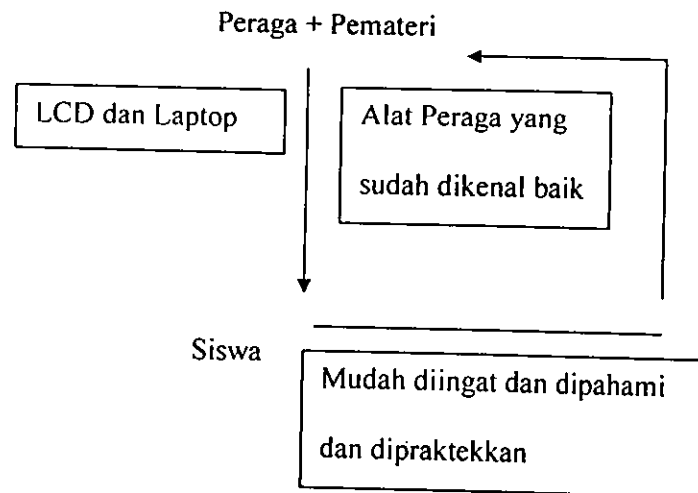 Peraga + Pemateri
LCD dan Laptop
Alat Peraga yang
sudah dikenal baik
Siswa
Mudah diingat dan dipahami
dan dipraktekkan